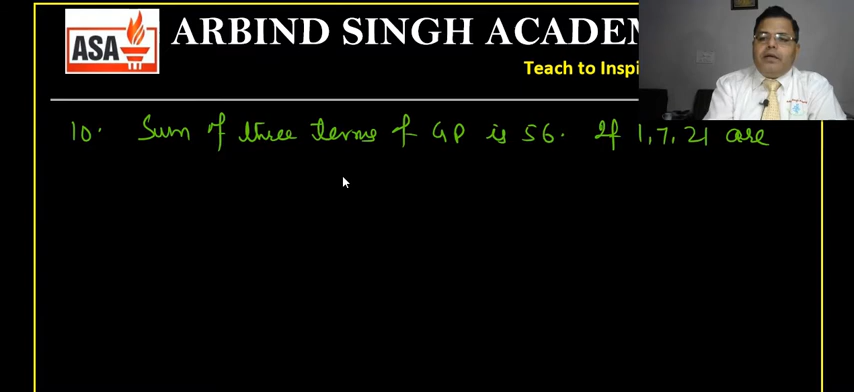 ASA
ARBIND SINGH ACADEM
Teach to Inspi
10. Sum of three terms of GP is 56. If 1, 7, 21 are